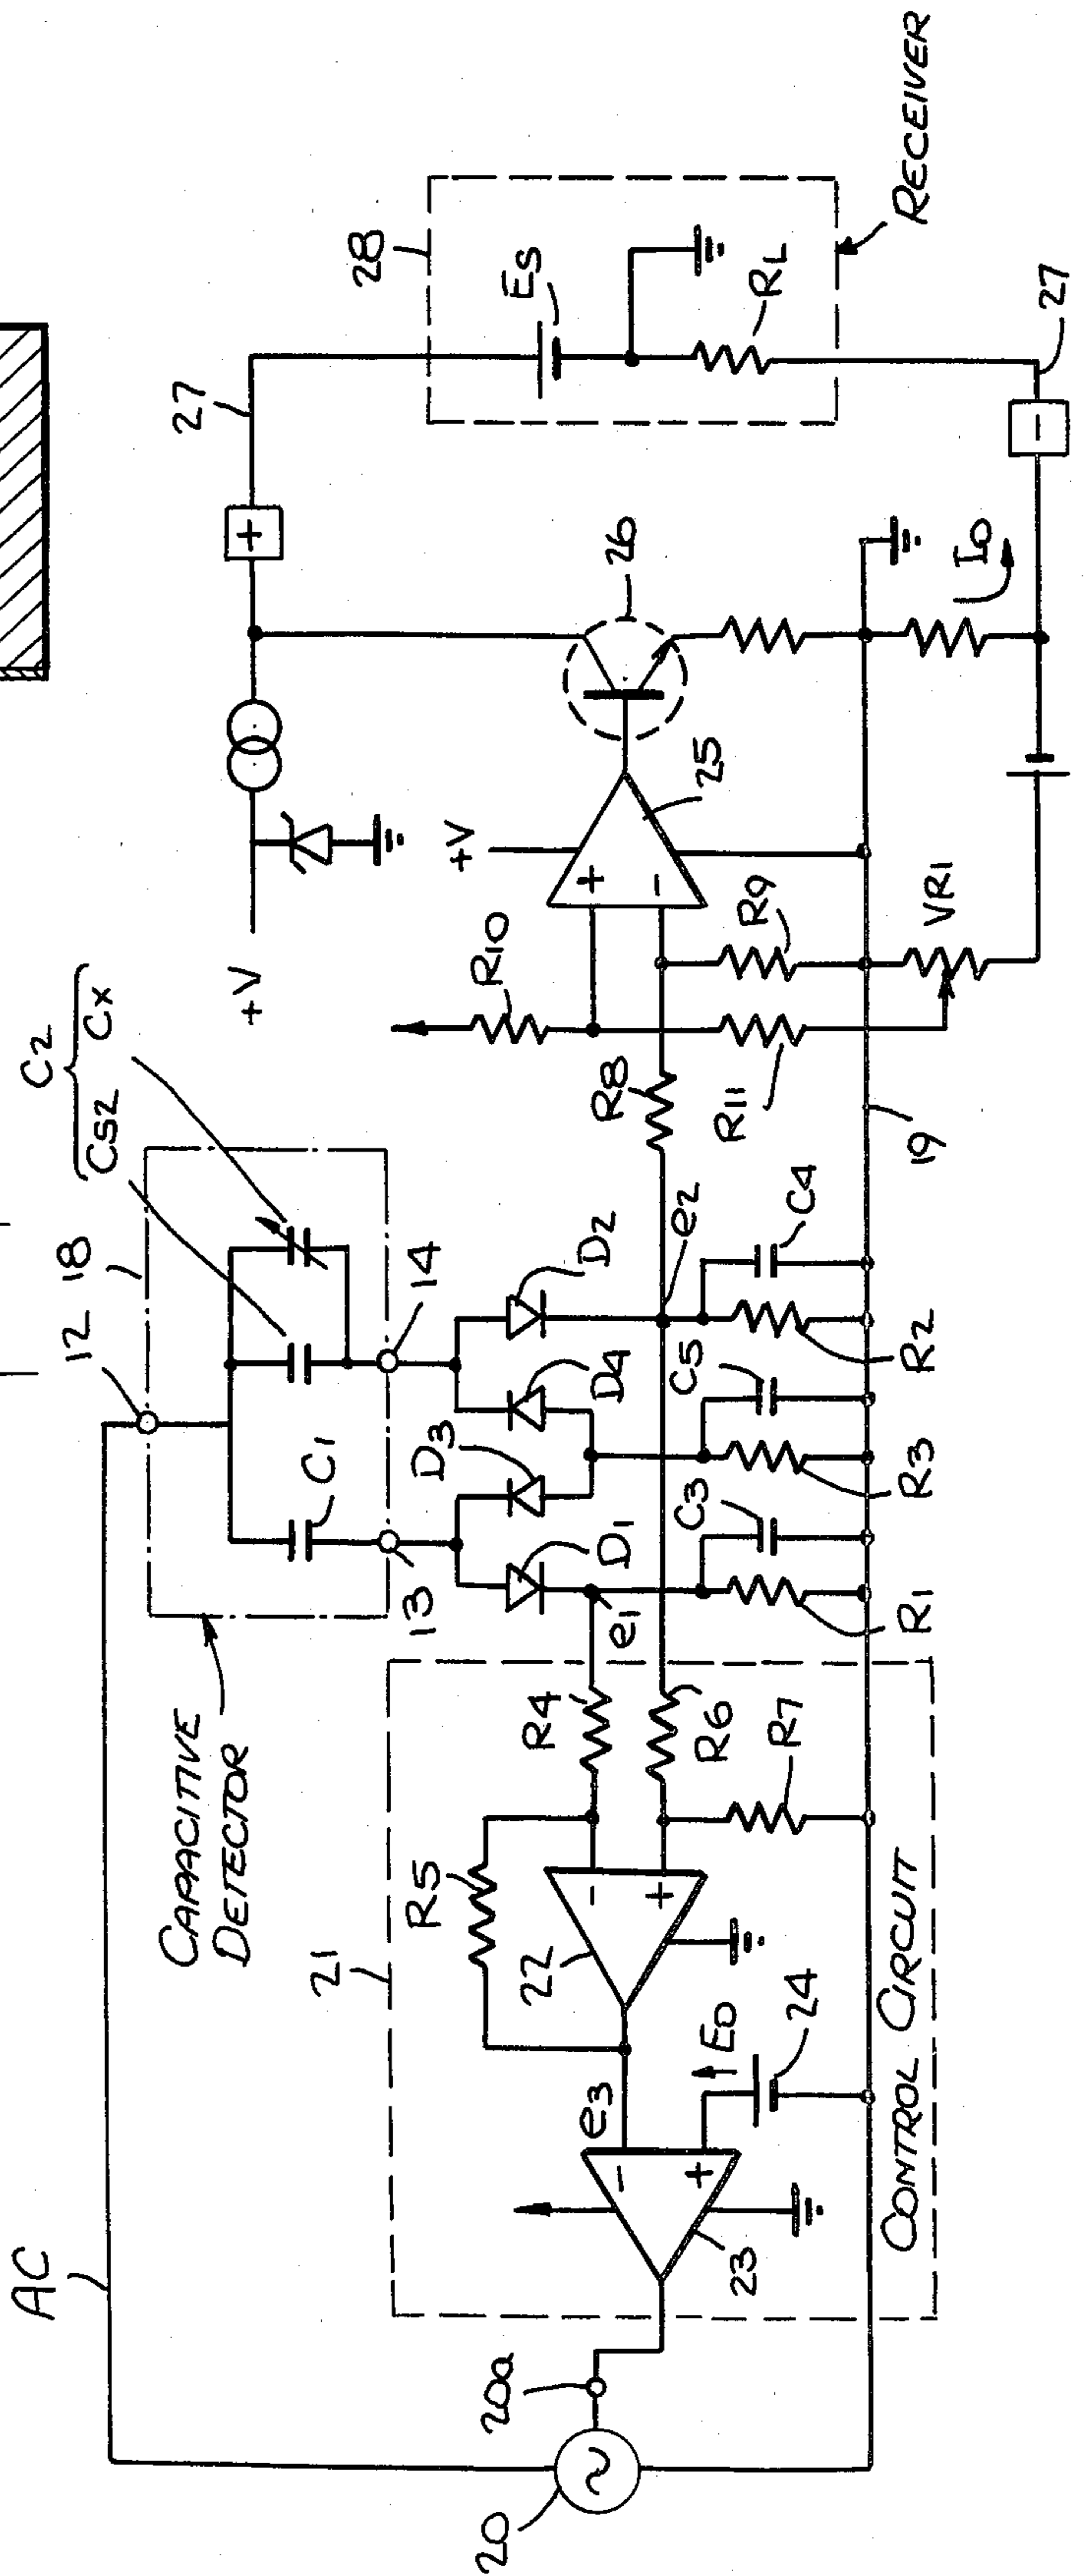 AC
12
18
C2
CS2
CX
CAPACITIVE
DETECTOR
C1
13
14
+V
27
28
ES
RL
RECEIVER
+
26
D1
D3
D4
D2
e1
e2
R8
R10
+V
+
-
25
R9
R11
VR1
19
I0
-
27
C3
C5
C4
R1
R3
R2
21
R4
R5
R6
R7
-
+
22
e3
E0
24
-
+
23
CONTROL CIRCUIT
20a
20